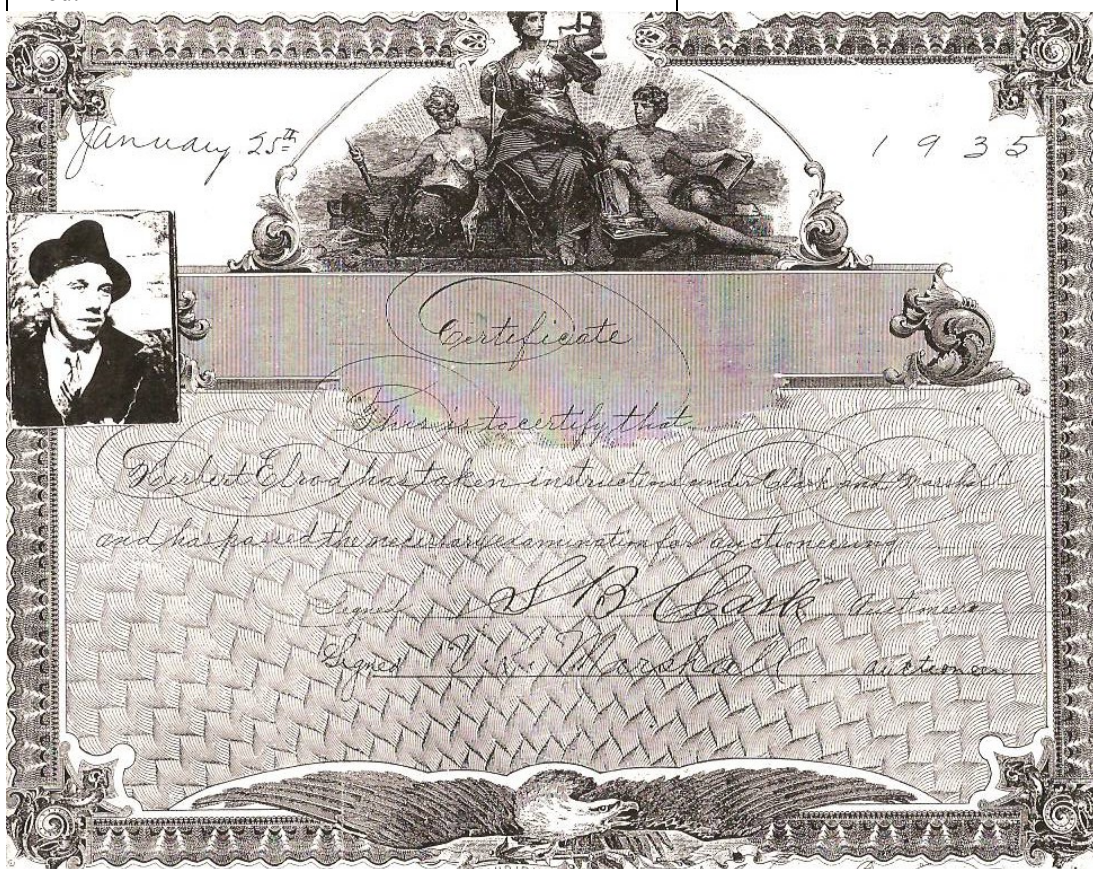 January 25th 1935
Certificate
This is to certify that
Herbert Elrod has taken instructions under Clark and Marshall
and has passed the necessary examination for auctioneering
Signed S B Clark auctioneer
Signed Marshall auctioneer